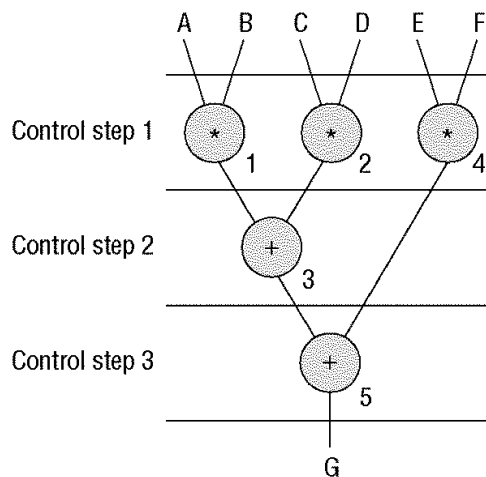 A B C D E F
Control step 1 * * *
1 2 4
Control step 2 +
3
Control step 3 +
5
G